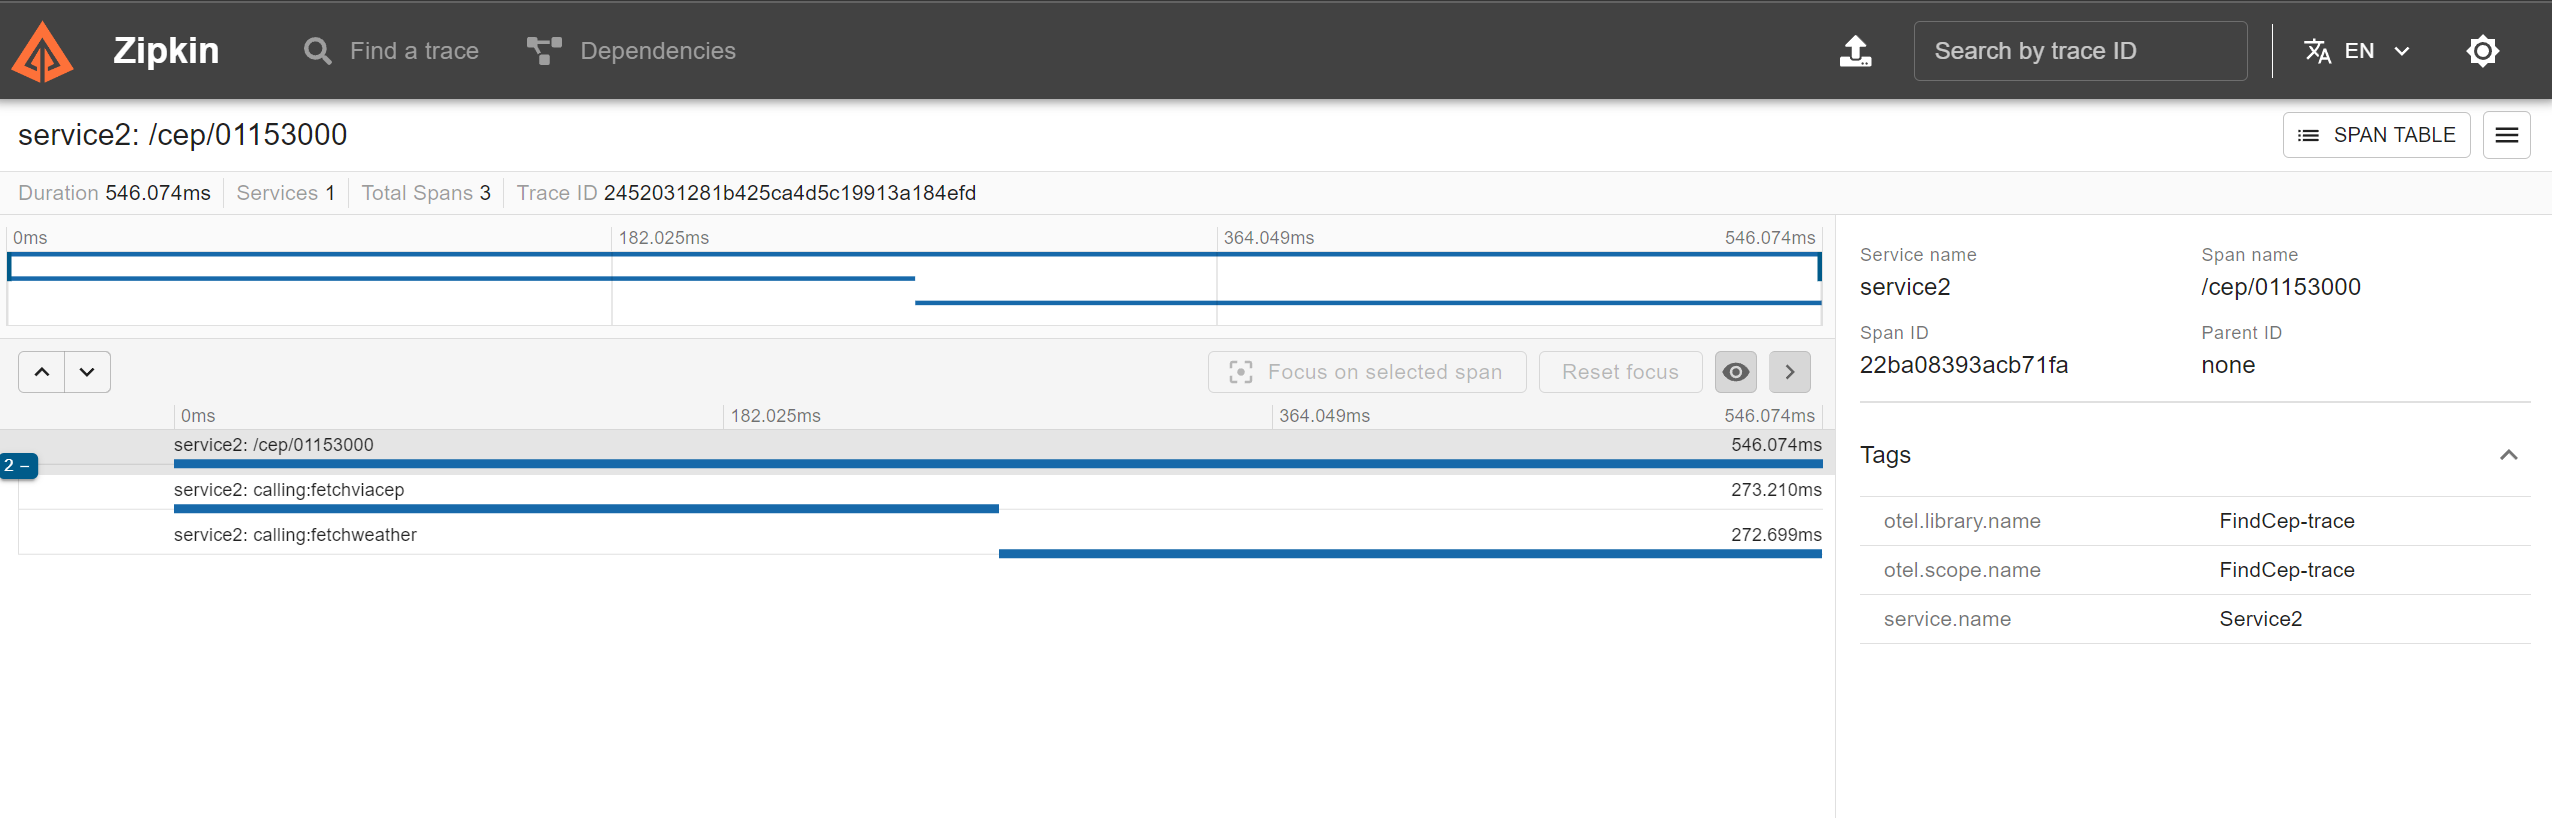 Zipkin Find a trace Dependencies Search by trace ID EN
service2: /cep/01153000 SPAN TABLE
Duration 546.074ms Services 1 Total Spans 3 Trace ID 2452031281b425ca4d5c19913a184efd
0ms 182.025ms 364.049ms 546.074ms
Focus on selected span Reset focus
0ms 182.025ms 364.049ms 546.074ms
service2: /cep/01153000 546.074ms
2 –
service2: calling:fetchviacep 273.210ms
service2: calling:fetchweather 272.699ms
Service name Span name
service2 /cep/01153000
Span ID Parent ID
22ba08393acb71fa none
Tags
otel.library.name FindCep-trace
otel.scope.name FindCep-trace
service.name Service2